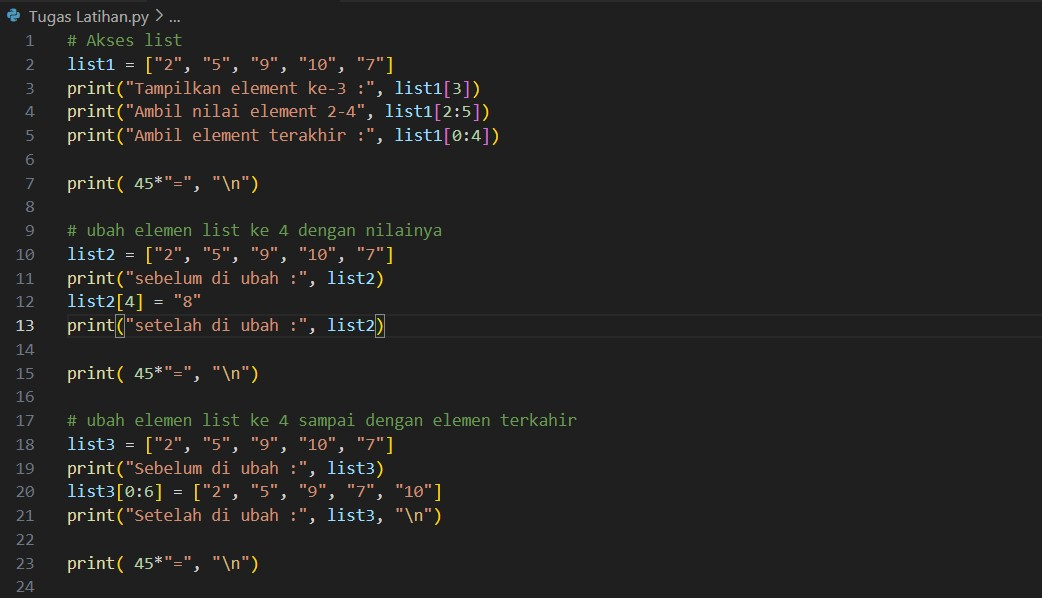 Tugas Latihan.py > ...
1 # Akses list
2 list1 = ["2", "5", "9", "10", "7"]
3 print("Tampilkan element ke-3 :", list1[3])
4 print("Ambil nilai element 2-4", list1[2:5])
5 print("Ambil element terakhir :", list1[0:4])
6
7 print( 45*"=", "\n")
8
9 # ubah elemen list ke 4 dengan nilainya
10 list2 = ["2", "5", "9", "10", "7"]
11 print("sebelum di ubah :", list2)
12 list2[4] = "8"
13 print("setelah di ubah :", list2)
14
15 print( 45*"=", "\n")
16
17 # ubah elemen list ke 4 sampai dengan elemen terkahir
18 list3 = ["2", "5", "9", "10", "7"]
19 print("Sebelum di ubah :", list3)
20 list3[0:6] = ["2", "5", "9", "7", "10"]
21 print("Setelah di ubah :", list3, "\n")
22
23 print( 45*"=", "\n")
24